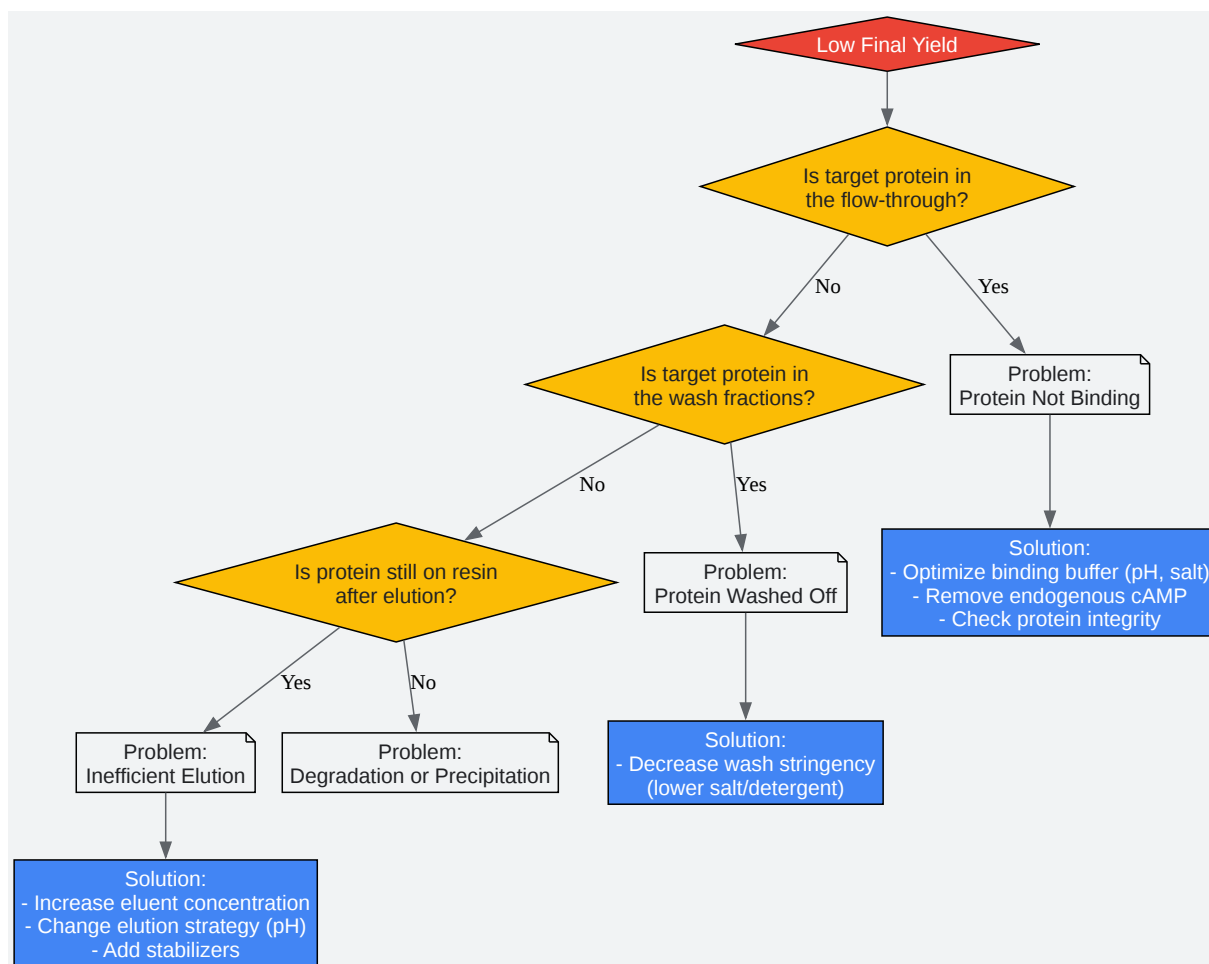 Low Final Yield
Is target protein in
the flow-through?
No
Yes
Is target protein in
the wash fractions?
Problem:
Protein Not Binding
No
Yes
Solution:
- Optimize binding buffer (pH, salt)
- Remove endogenous cAMP
- Check protein integrity
Is protein still on resin
after elution?
Problem:
Protein Washed Off
Yes
No
Problem:
Inefficient Elution
Problem:
Degradation or Precipitation
Solution:
- Decrease wash stringency
(lower salt/detergent)
Solution:
- Increase eluent concentration
- Change elution strategy (pH)
- Add stabilizers